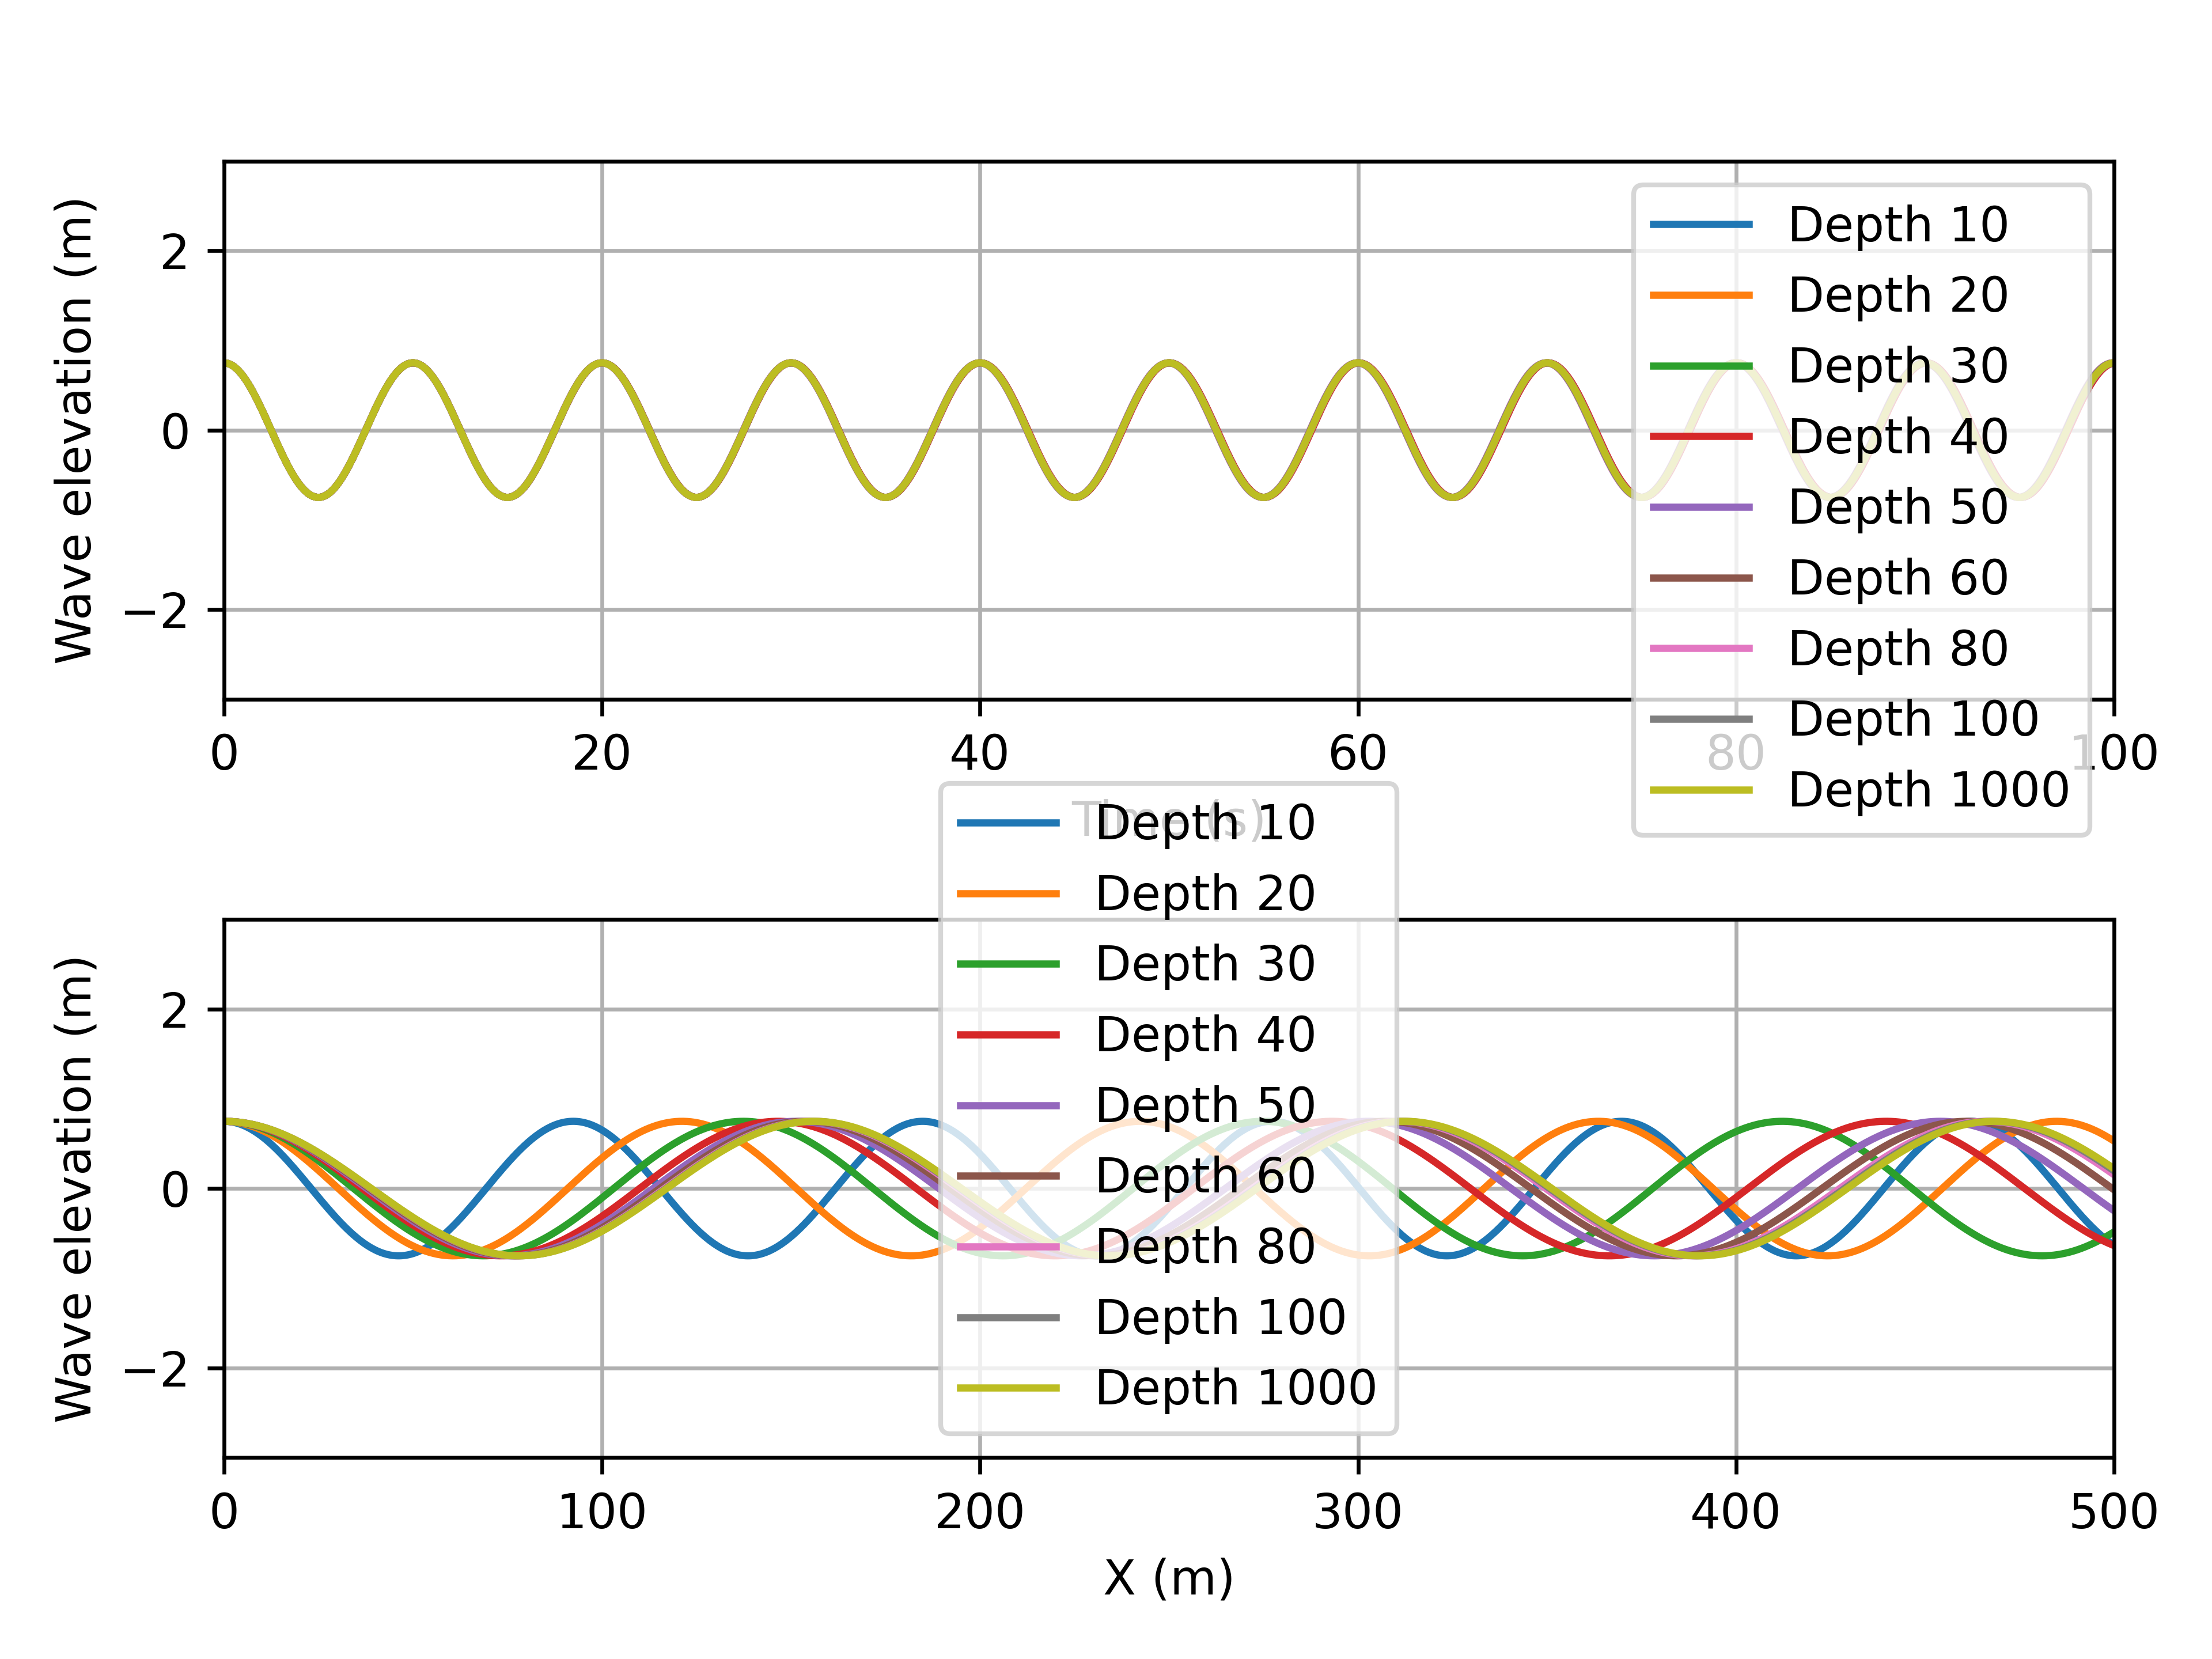 Wave elevation (m)
2
0
−2
0
20
40
60
80
100
Time (s)
Depth 10
Depth 20
Depth 30
Depth 40
Depth 50
Depth 60
Depth 80
Depth 100
Depth 1000
Wave elevation (m)
2
0
−2
0
100
200
300
400
500
X (m)
Depth 10
Depth 20
Depth 30
Depth 40
Depth 50
Depth 60
Depth 80
Depth 100
Depth 1000